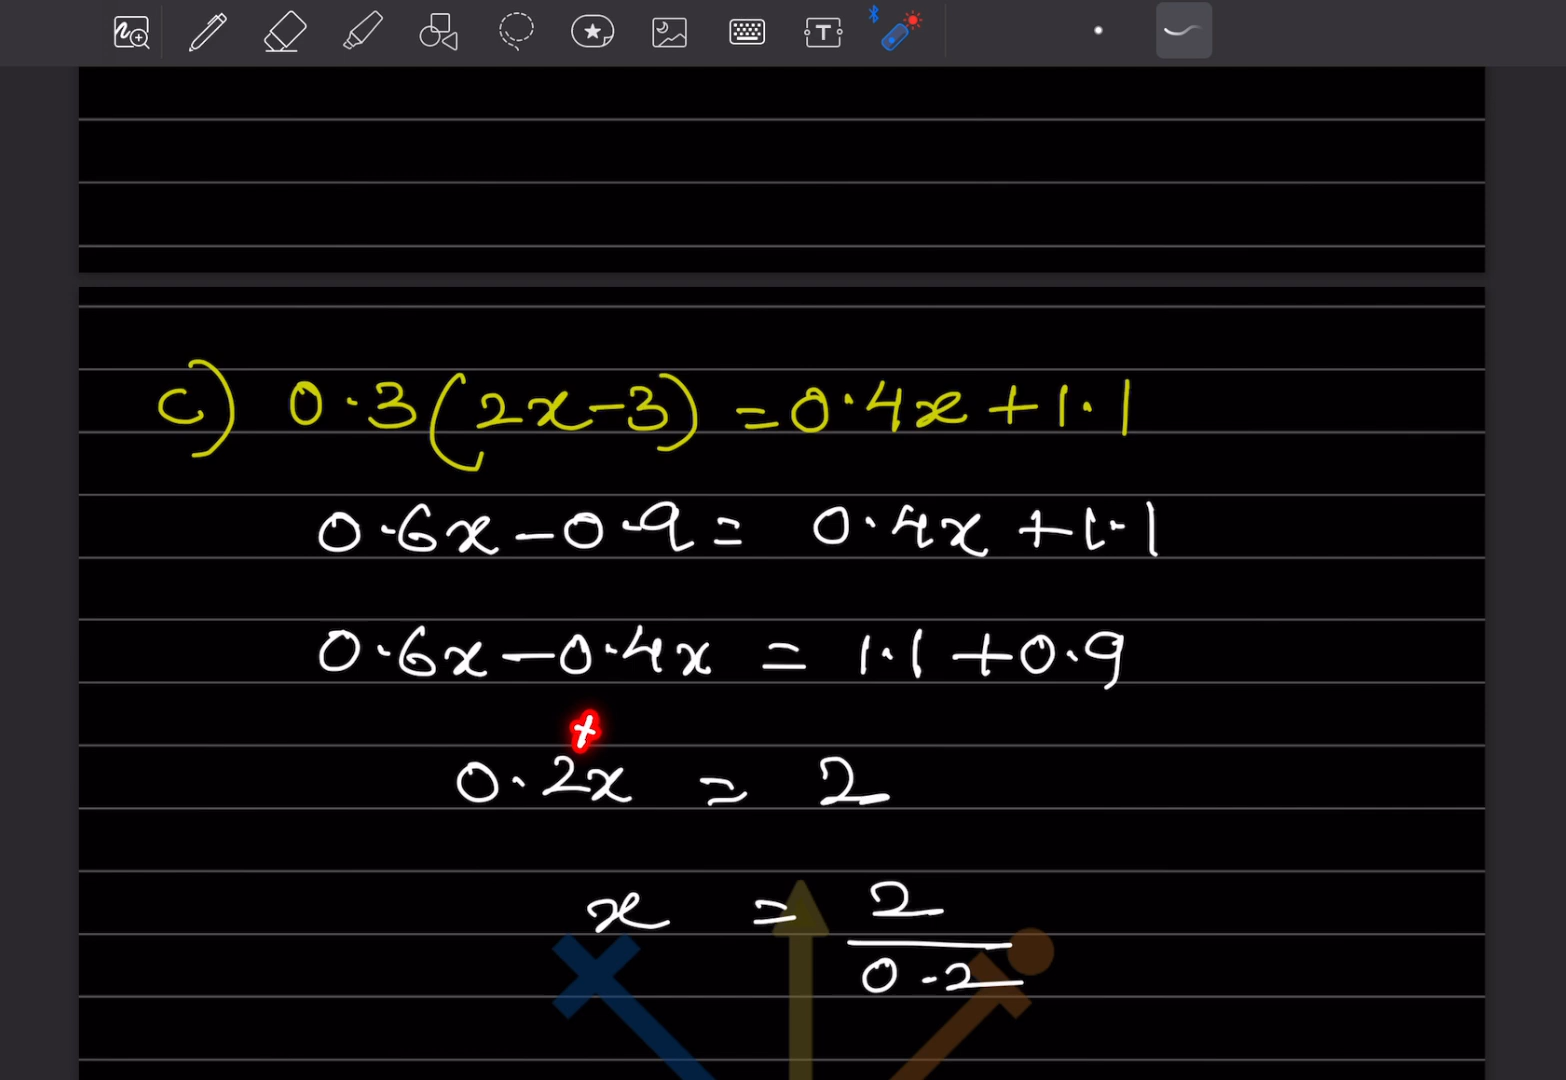 c) 0.3(2x-3) = 0.4x + 1.1
0.6x - 0.9 = 0.4x + 1.1
0.6x - 0.4x = 1.1 + 0.9
0.2x = 2
x = 2/0.2